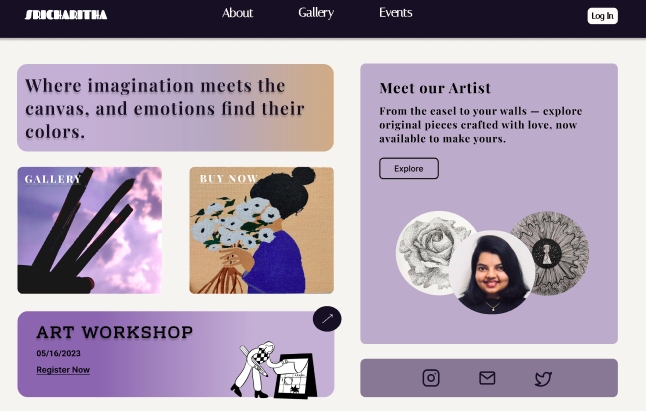 SRICHARITHA
About
Gallery
Events
Log In
Where imagination meets the
canvas, and emotions find their
colors.
GALLERY
BUY NOW
ART WORKSHOP
05/16/2023
Register Now
Meet our Artist
From the easel to your walls — explore
original pieces crafted with love, now
available to make yours.
Explore